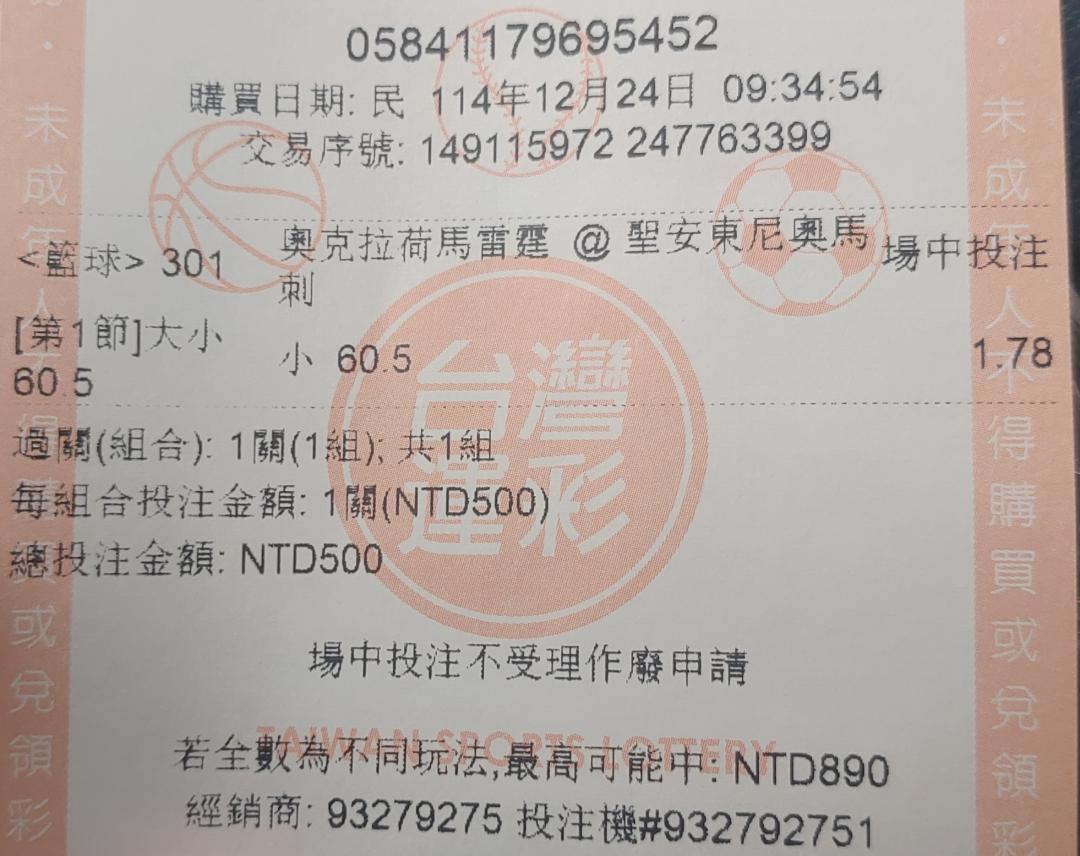 05841179695452
購買日期: 民 114年12月24日 09:34:54
交易序號: 149115972 247763399
<籃球> 301 奧克拉荷馬雷霆 @ 聖安東尼奧馬刺 場中投注
[第1節]大小 60.5 小 60.5 1.78
過關(組合): 1關(1組); 共1組
每組合投注金額: 1關(NTD500)
總投注金額: NTD500
台灣
運彩
場中投注不受理作廢申請
TAIWAN SPORTS LOTTERY
若全數為不同玩法,最高可能中: NTD890
經銷商: 93279275 投注機#932792751
未成年人不得購買或兌領彩
未成年人不得購買或兌領彩